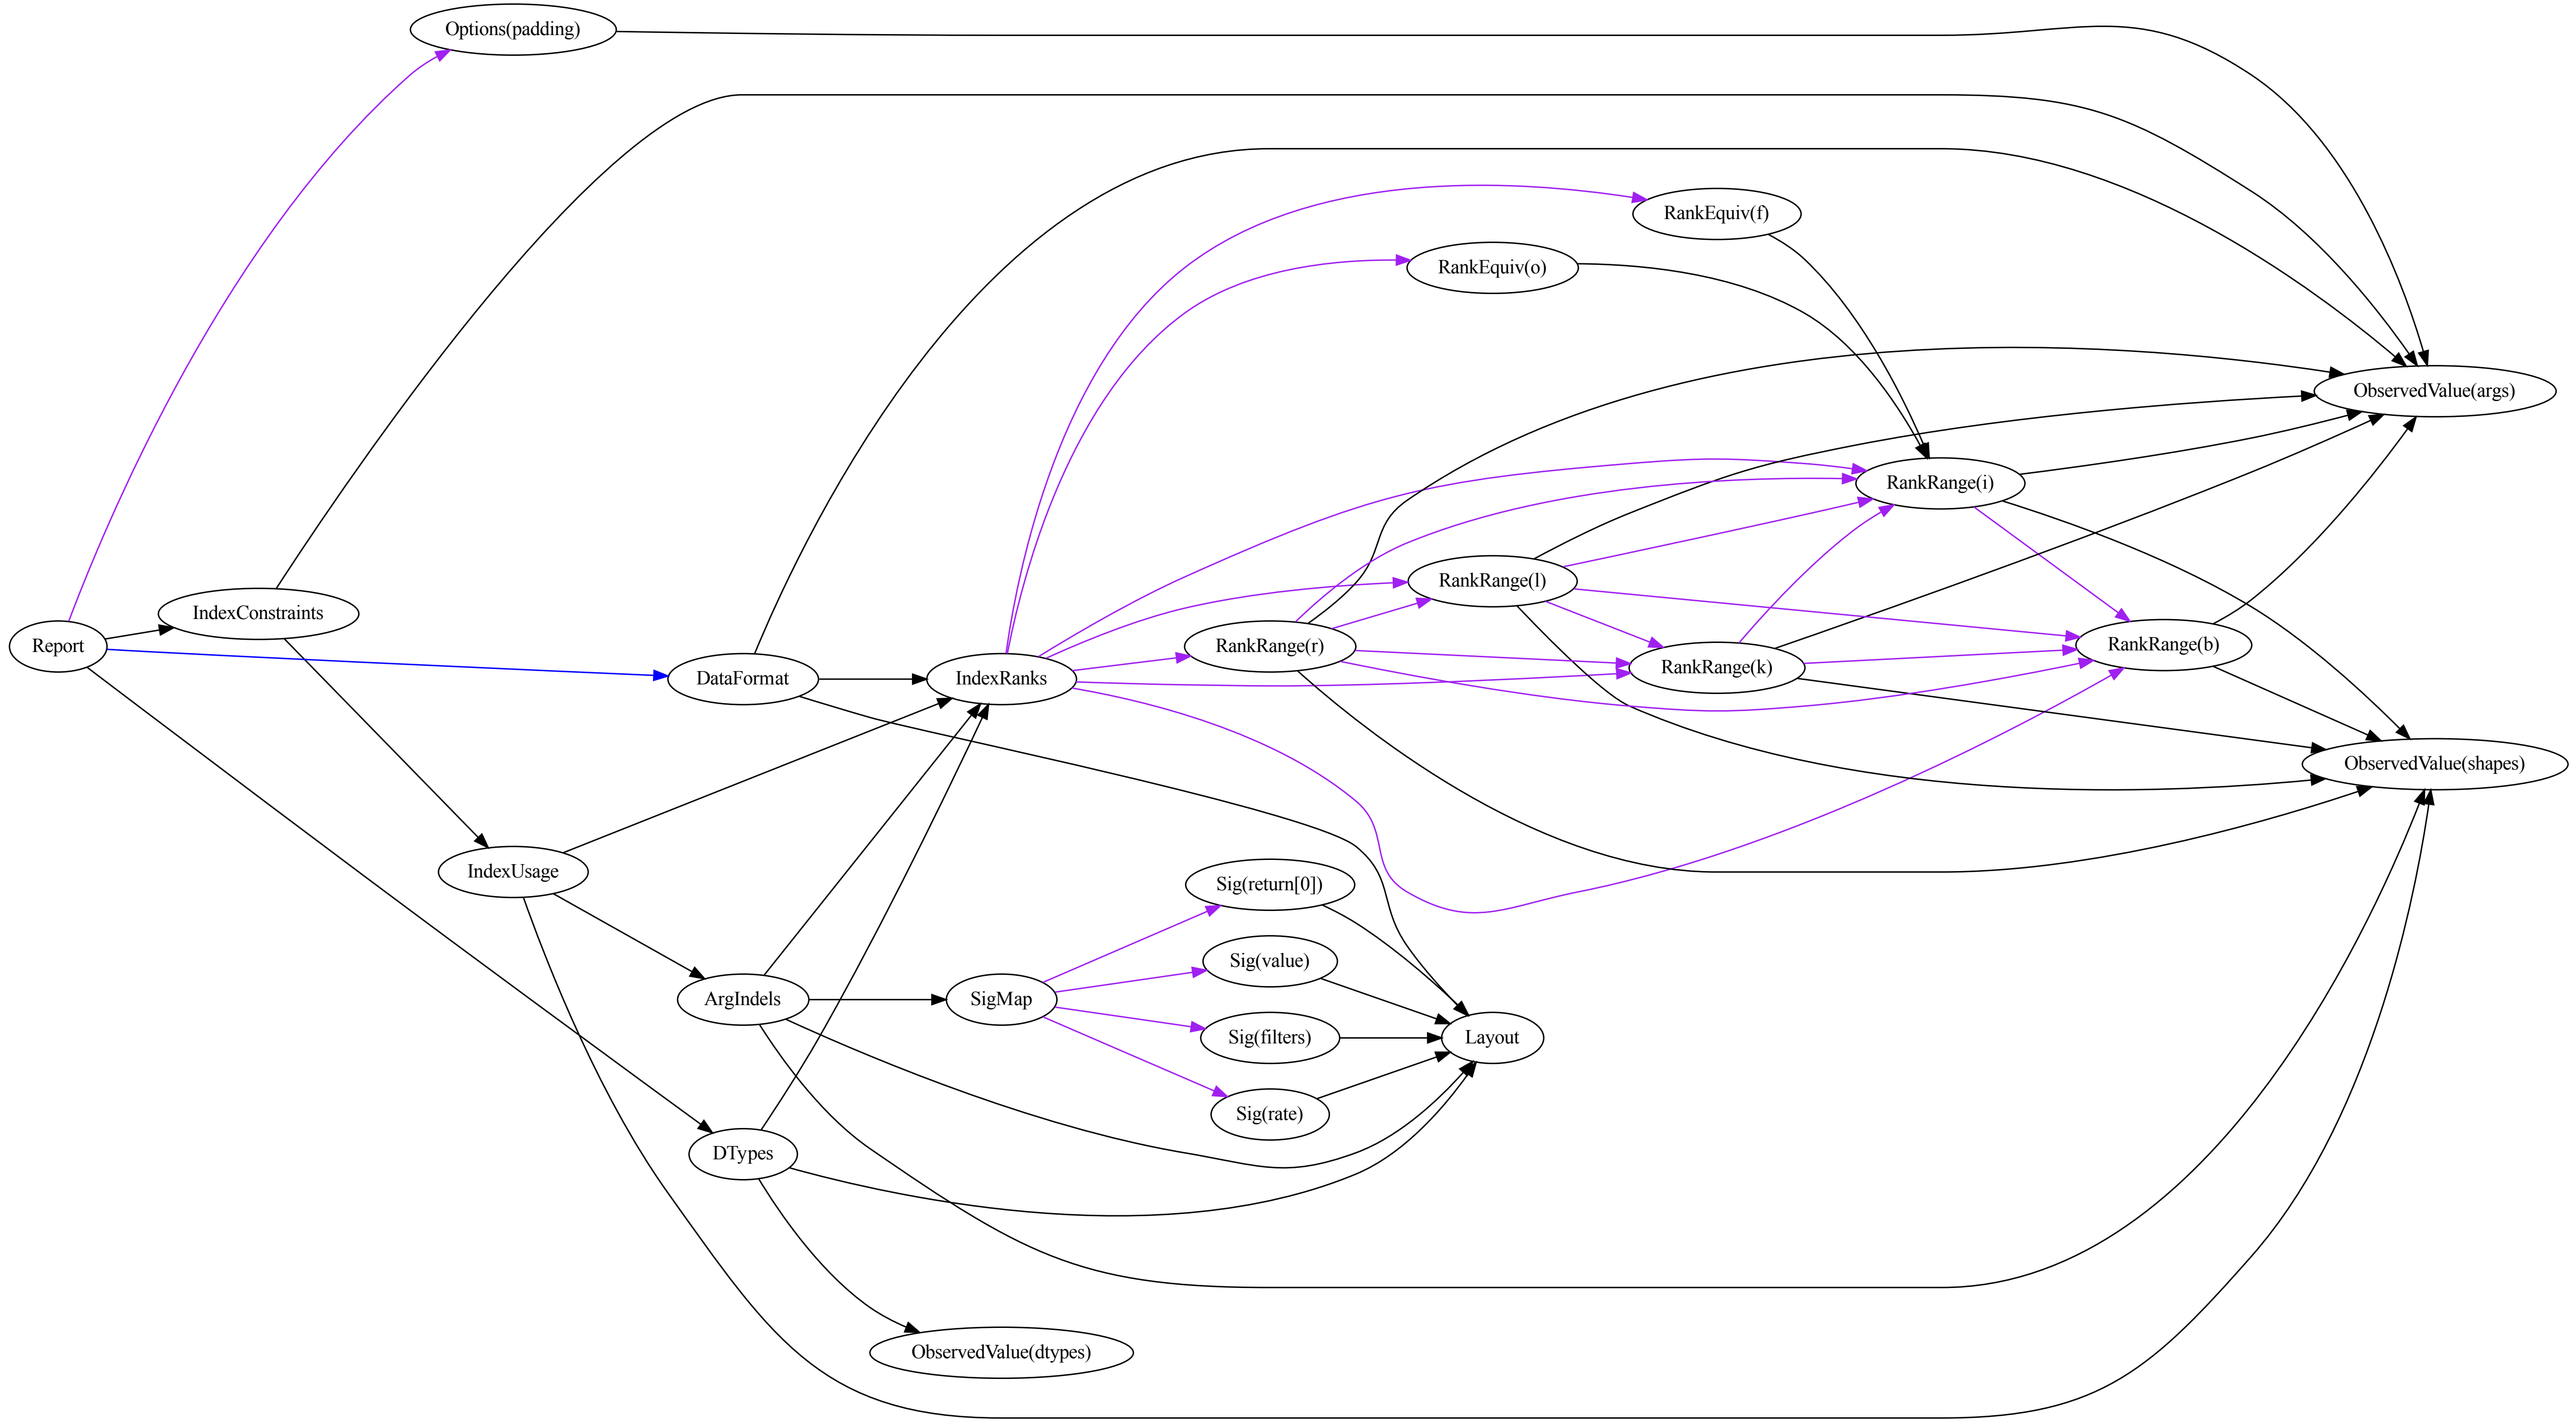 Options(padding)
RankEquiv(f)
RankEquiv(o)
ObservedValue(args)
RankRange(i)
RankRange(l)
IndexConstraints
Report
RankRange(r)
RankRange(b)
RankRange(k)
DataFormat
IndexRanks
ObservedValue(shapes)
IndexUsage
Sig(return[0])
Sig(value)
ArgIndels
SigMap
Sig(filters)
Layout
Sig(rate)
DTypes
ObservedValue(dtypes)